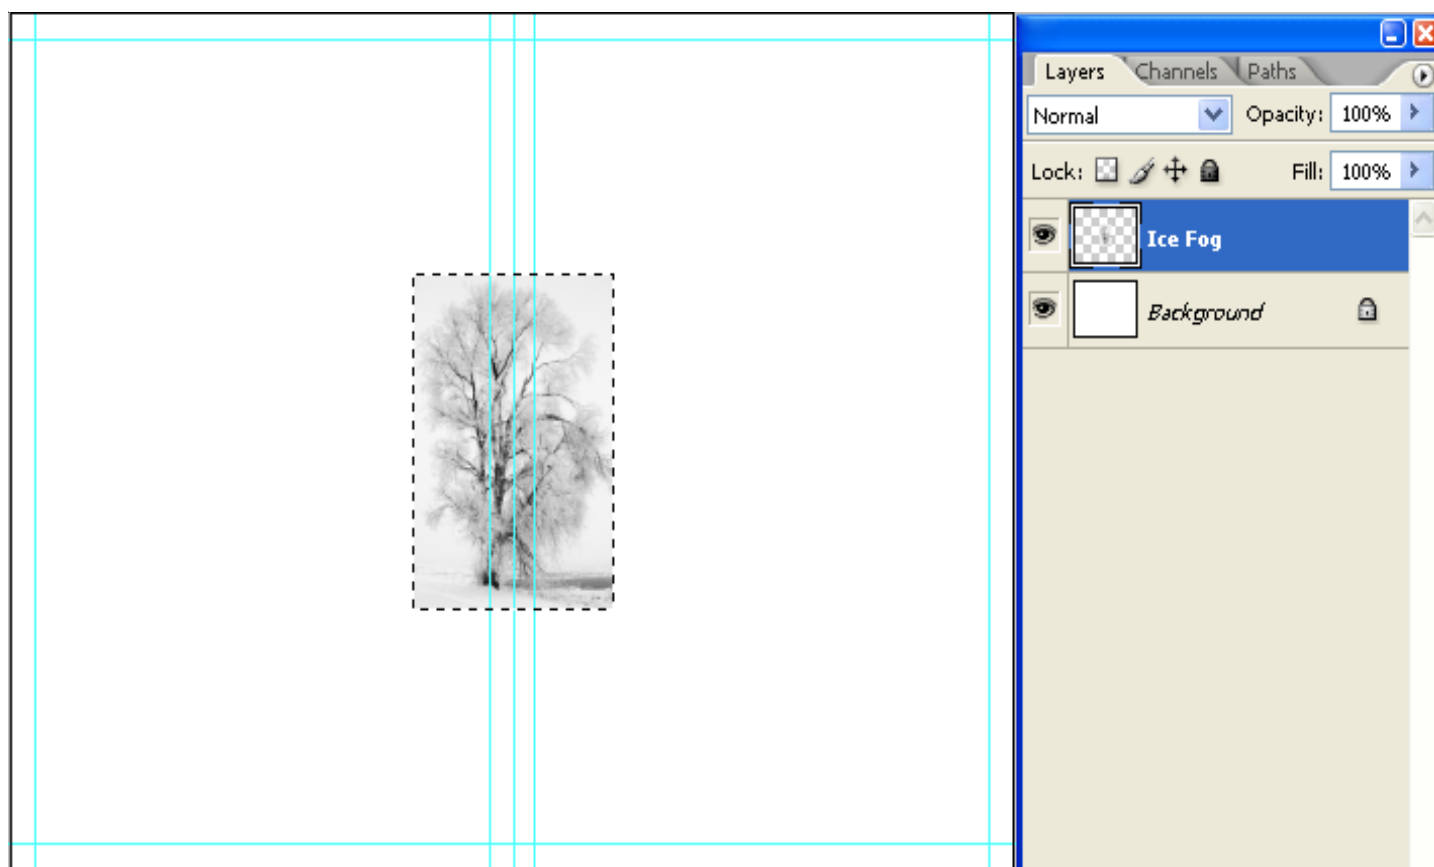 Layers Channels Paths
Normal Opacity: 100%
Lock: Fill: 100%
Ice Fog
Background